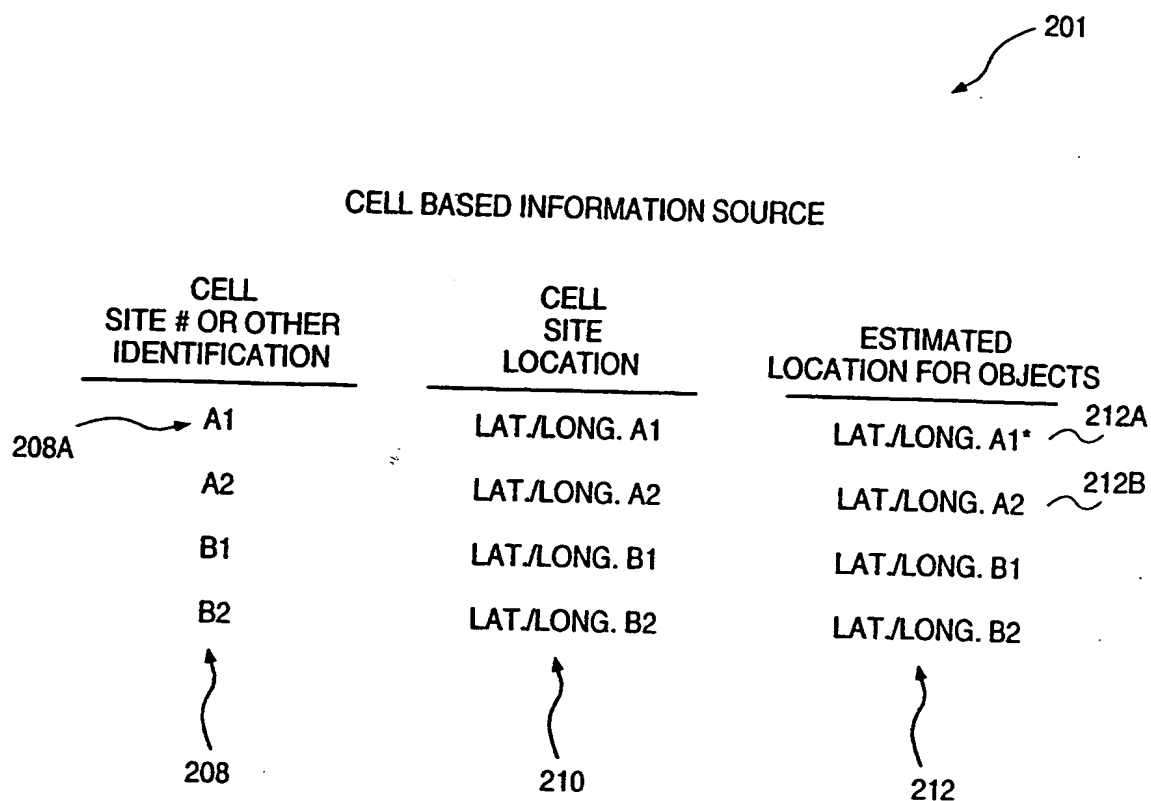 201
CELL BASED INFORMATION SOURCE
CELL
SITE # OR OTHER
IDENTIFICATION
CELL
SITE
LOCATION
ESTIMATED
LOCATION FOR OBJECTS
208A
A1
LAT./LONG. A1
LAT./LONG. A1*
212A
A2
LAT./LONG. A2
LAT./LONG. A2
212B
B1
LAT./LONG. B1
LAT./LONG. B1
B2
LAT./LONG. B2
LAT./LONG. B2
208
210
212